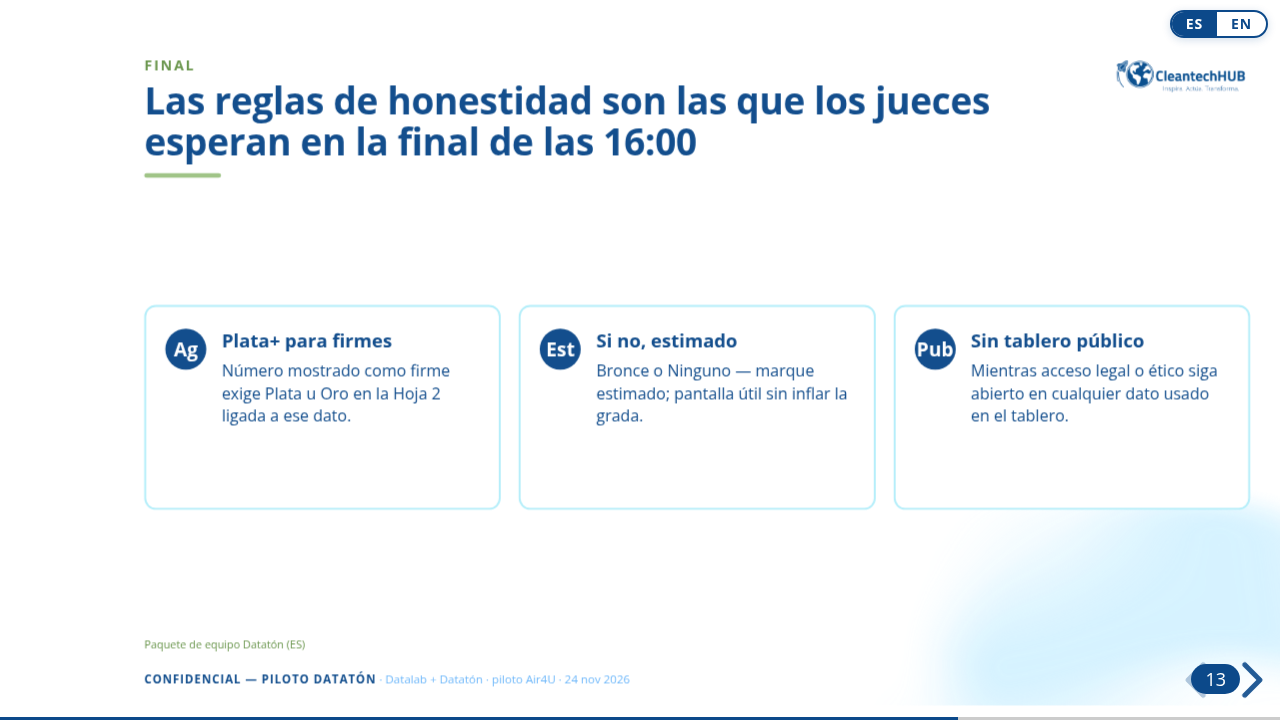 ES EN
FINAL
Las reglas de honestidad son las que los jueces
esperan en la final de las 16:00
CleantechHUB
Inspira. Actúa. Transforma.
Ag
Plata+ para firmes
Número mostrado como firme
exige Plata u Oro en la Hoja 2
ligada a ese dato.
Est
Si no, estimado
Bronce o Ninguno — marque
estimado; pantalla útil sin inflar la
grada.
Pub
Sin tablero público
Mientras acceso legal o ético siga
abierto en cualquier dato usado
en el tablero.
Paquete de equipo Datatón (ES)
CONFIDENCIAL — PILOTO DATATÓN · Datalab + Datatón · piloto Air4U · 24 nov 2026
13